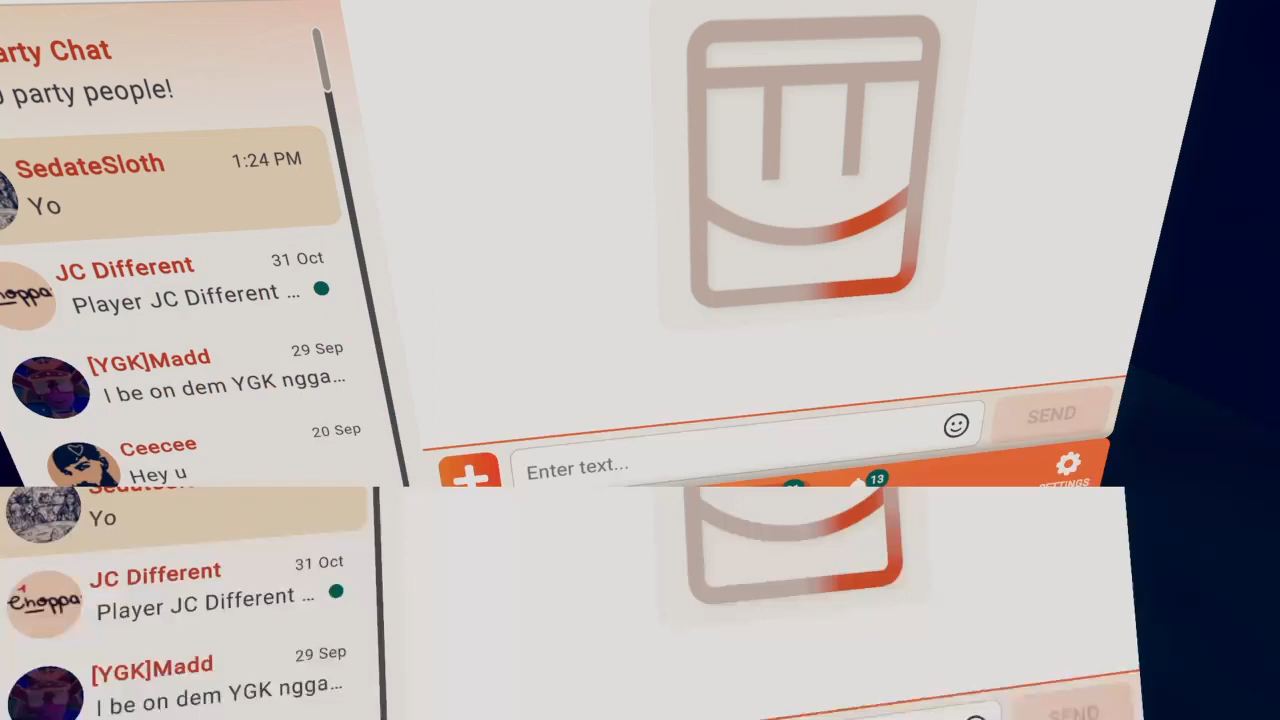 arty Chat
party people!
SedateSloth
1:24 PM
Yo
JC Different
31 Oct
Player JC Different ...
[YGK]Madd
29 Sep
I be on dem YGK ngga...
Ceecee
20 Sep
Hey u
Enter text...
SEND
13
SETTINGS
Yo
JC Different
31 Oct
Player JC Different ...
[YGK]Madd
29 Sep
I be on dem YGK ngga...
SEND